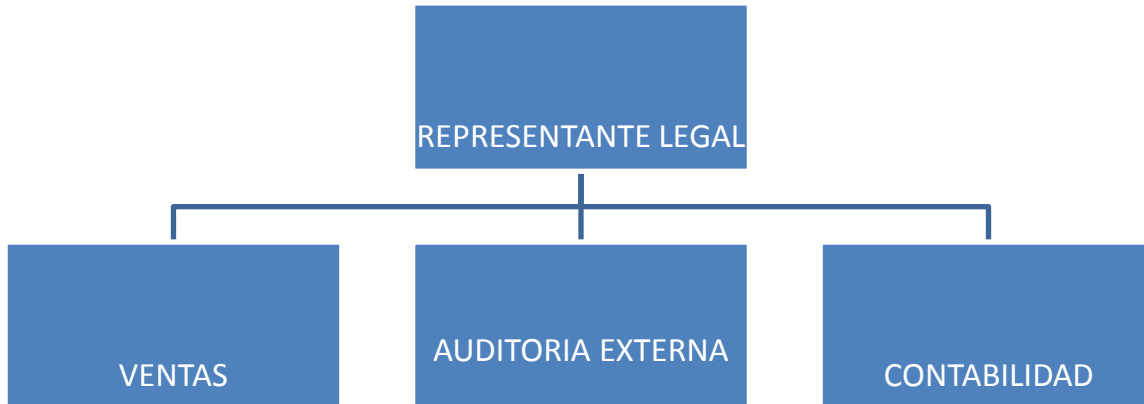 REPRESENTANTE LEGAL
VENTAS
AUDITORIA EXTERNA
CONTABILIDAD